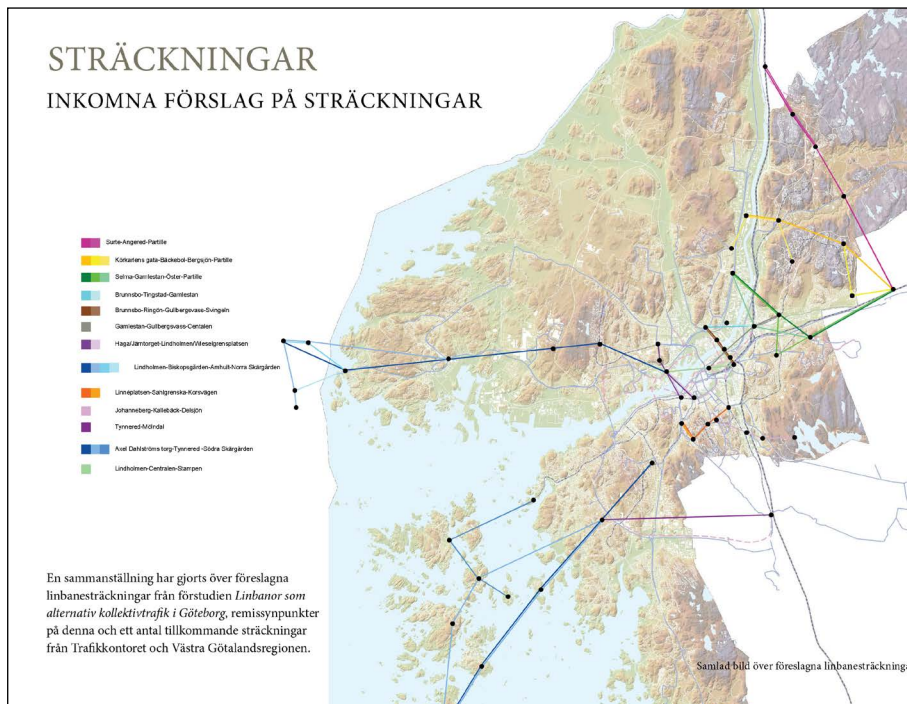 STRÄCKNINGAR
INKOMNA FÖRSLAG PÅ STRÄCKNINGAR
Surte-Angered-Partille
Körkarlens gata-Bäckebol-Bergsjön-Partille
Selma-Gamlestan-Öster-Partille
Brunnsbo-Tingstad-Gamlestan
Brunnsbo-Ringön-Gullbergsvass-Svingeln
Gamlestan-Gullbergsvass-Centalen
Haga/Järntorget-Lindholmen/Wieselgrensplatsen
Lindholmen-Biskopsgården-Amhult-Norra Skärgården
Linnéplatsen-Sahlgrenska-Korsvägen
Johanneberg-Kallebäck-Delsjön
Tynnered-Mölndal
Axel Dahlströms torg-Tynnered -Södra Skärgården
Lindholmen-Centralen-Stampen
En sammanställning har gjorts över föreslagna
linbanesträckningar från förstudien Linbanor som
alternativ kollektivtrafik i Göteborg, remissynpunkter
på denna och ett antal tillkommande sträckningar
från Trafikkontoret och Västra Götalandsregionen.
Samlad bild över föreslagna linbanesträckninga